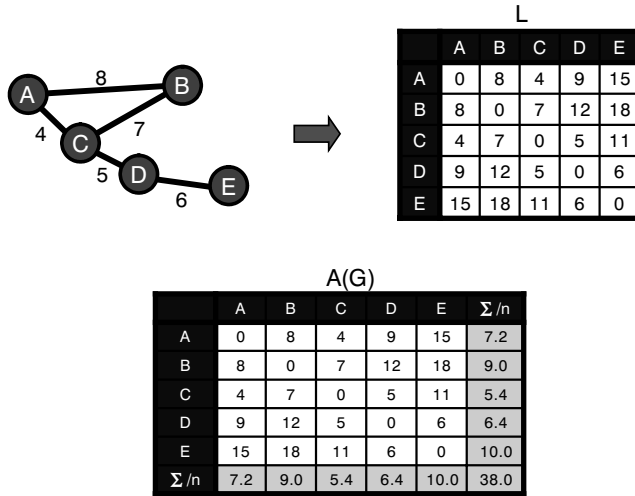 L
A B C D E
A 0 8 4 9 15
B 8 0 7 12 18
C 4 7 0 5 11
D 9 12 5 0 6
E 15 18 11 6 0
8
A B
4 7
C
5 D
6 E
A(G)
A B C D E Σ/n
A 0 8 4 9 15 7.2
B 8 0 7 12 18 9.0
C 4 7 0 5 11 5.4
D 9 12 5 0 6 6.4
E 15 18 11 6 0 10.0
Σ/n 7.2 9.0 5.4 6.4 10.0 38.0